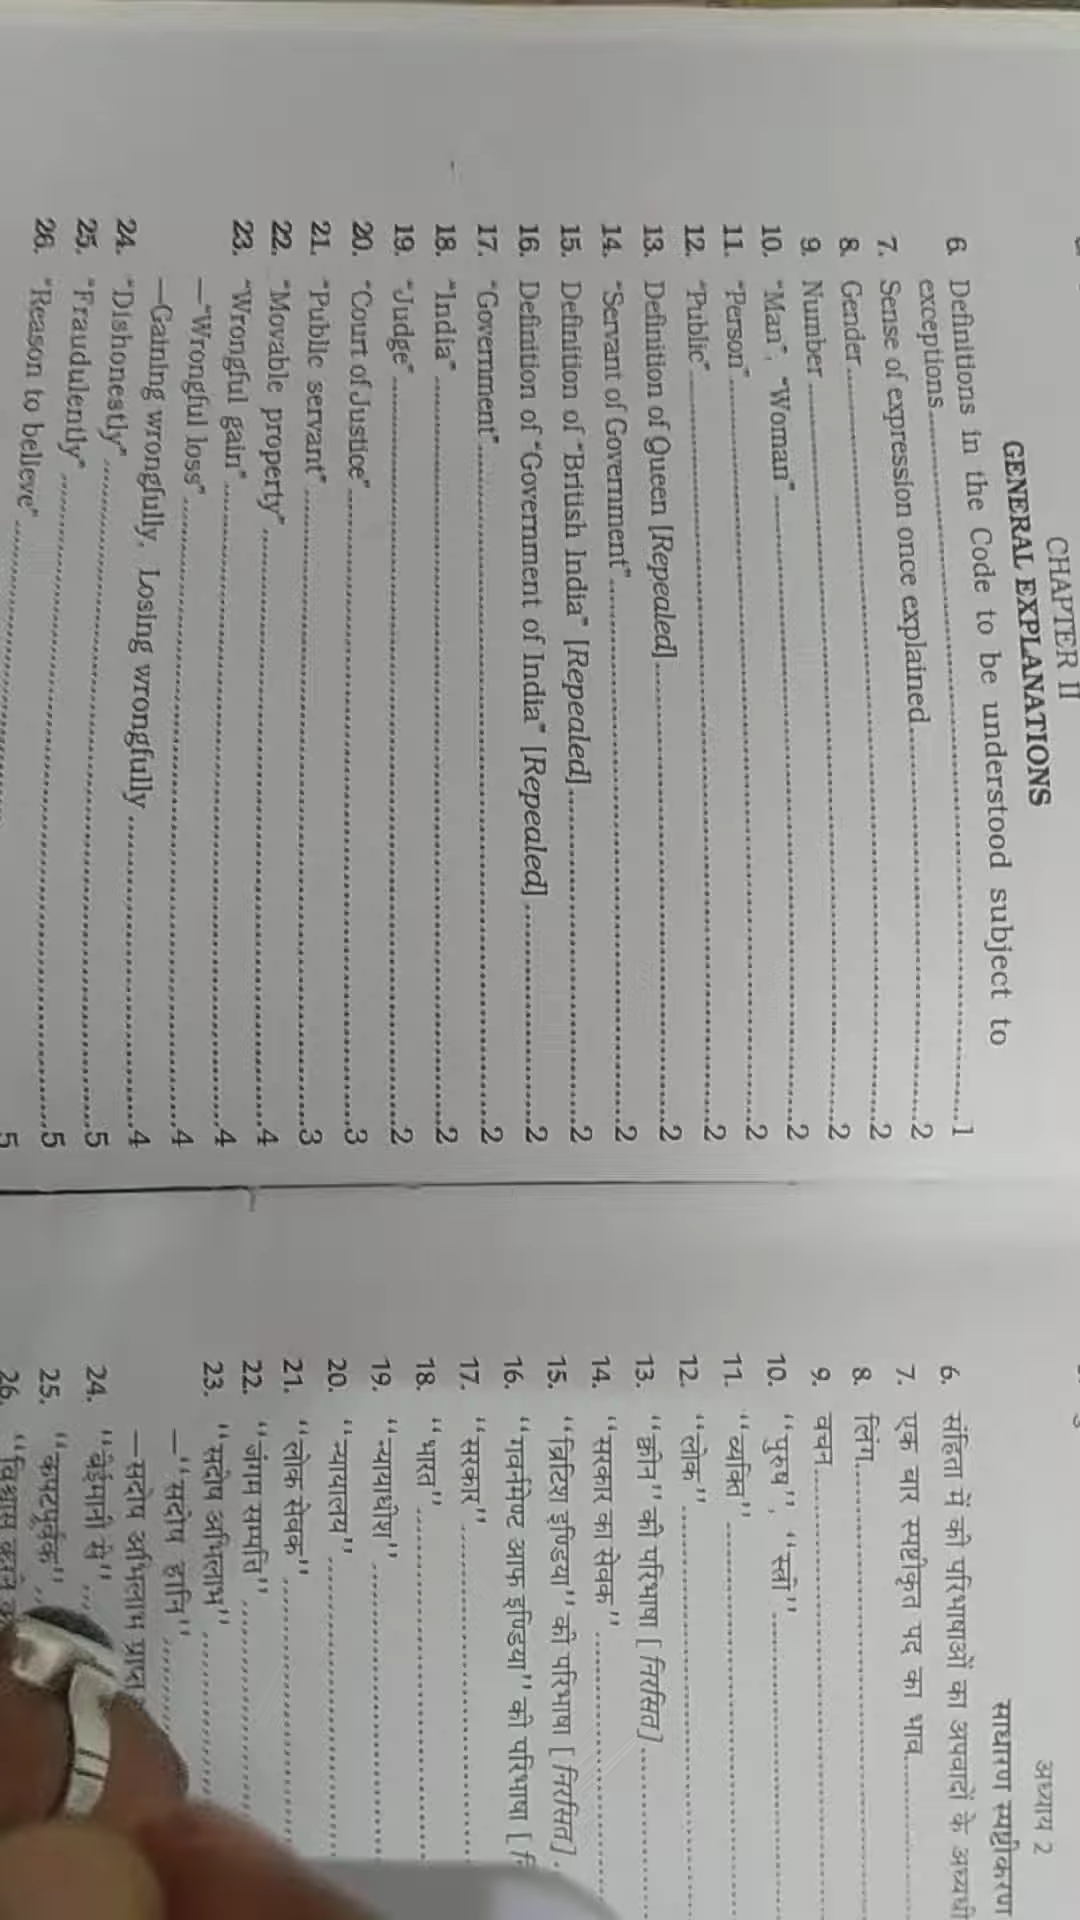 CHAPTER II
GENERAL EXPLANATIONS
6. Definitions in the Code to be understood subject to
exceptions..........1
7. Sense of expression once explained..........2
8. Gender..........2
9. Number..........2
10. "Man", "Woman"..........2
11. "Person"..........2
12. "Public"..........2
13. Definition of Queen [Repealed]..........2
14. "Servant of Government"..........2
15. Definition of "British India" [Repealed]..........2
16. Definition of "Government of India" [Repealed]..........2
17. "Government"..........2
18. "India"..........2
19. "Judge"..........2
20. "Court of Justice"..........3
21. "Public servant"..........3
22. "Movable property"..........4
23. "Wrongful gain"..........4
—"Wrongful loss"..........4
—Gaining wrongfully, Losing wrongfully..........4
24. "Dishonestly"..........5
25. "Fraudulently"..........5
26. "Reason to believe"..........5
अध्याय 2
साधारण स्पष्टीकरण
6. संहिता में की परिभाषाओं का अपवादों के
7. एक बार स्पष्टीकृत पद का भाव..........
8. लिंग..........
9. वचन..........
10. ''पुरुष'', ''स्त्री''..........
11. ''व्यक्ति''..........
12. ''लोक''..........
13. ''क्वीन'' की परिभाषा [निरसित]..........
14. ''सरकार का सेवक''..........
15. ''ब्रिटिश इण्डिया'' की परिभाषा [निरसित].
16. ''गवर्नमेण्ट आफ इण्डिया'' की परिभाषा [
17. ''सरकार''..........
18. ''भारत''..........
19. ''न्यायाधीश''..........
20. ''न्यायालय''..........
21. ''लोक सेवक''..........
22. ''जंगम सम्पत्ति''..........
23. ''सदोष अभिलाभ''..........
—''सदोष हानि''..........
—सदोष अभिलाभ प्राप्त
24. ''बेईमानी से''.....
25. ''कपटपूर्वक''..
26. ''विश्वास करने